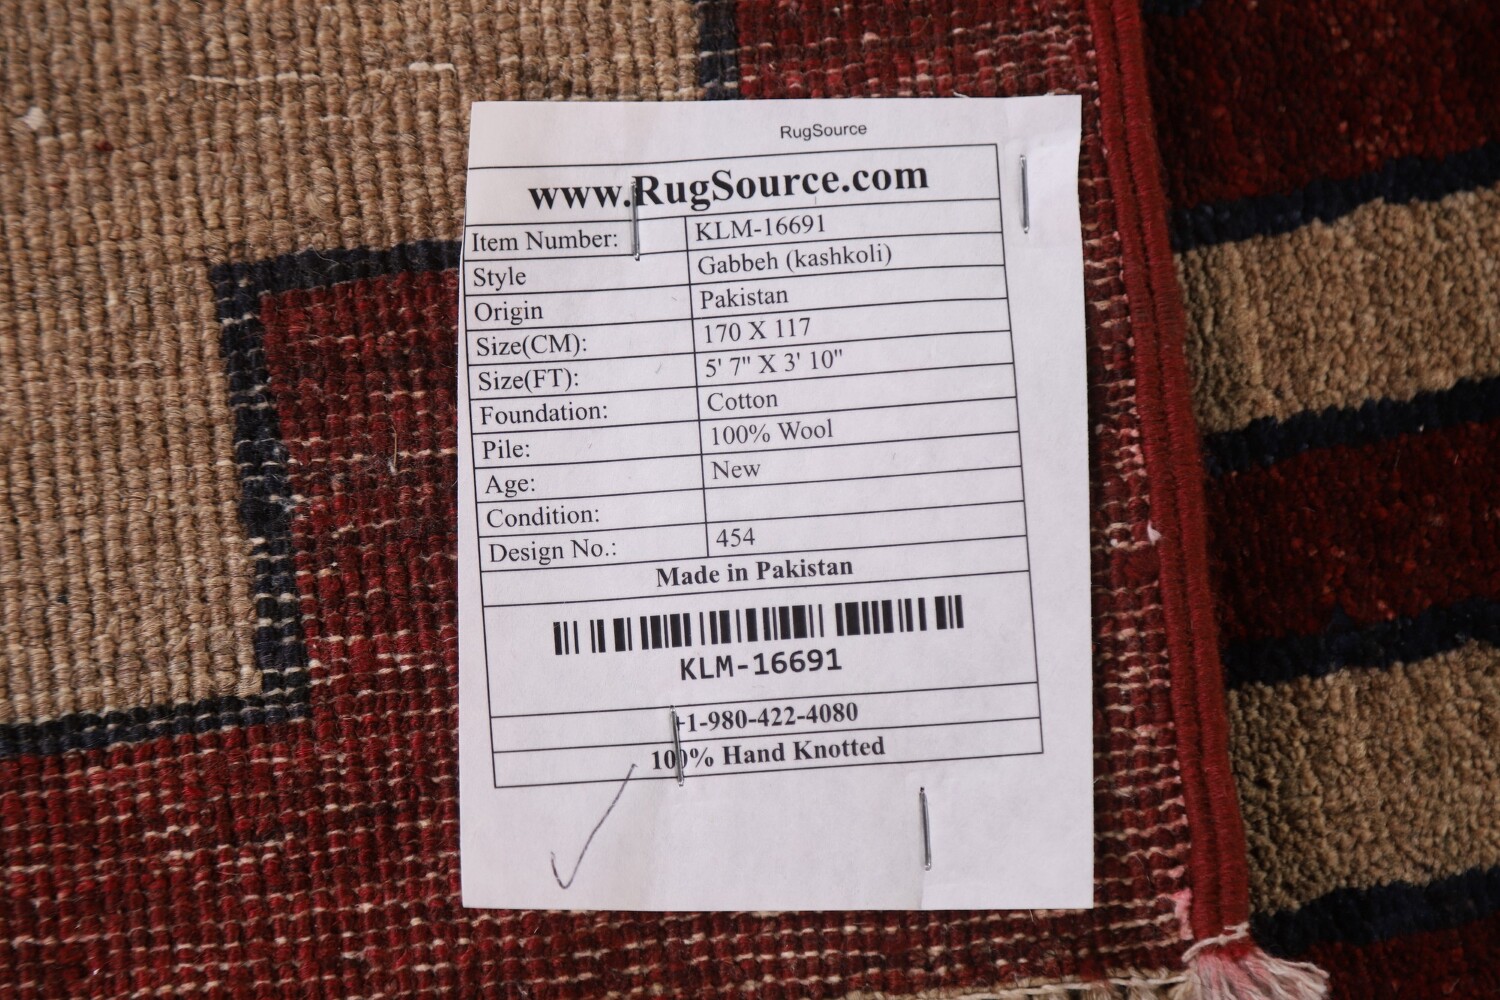 RugSource
www.RugSource.com
Item Number: KLM-16691
Style Gabbeh (kashkoli)
Origin Pakistan
Size(CM): 170 X 117
Size(FT): 5' 7" X 3' 10"
Foundation: Cotton
Pile: 100% Wool
Age: New
Condition:
Design No.: 454
Made in Pakistan
KLM-16691
+1-980-422-4080
100% Hand Knotted